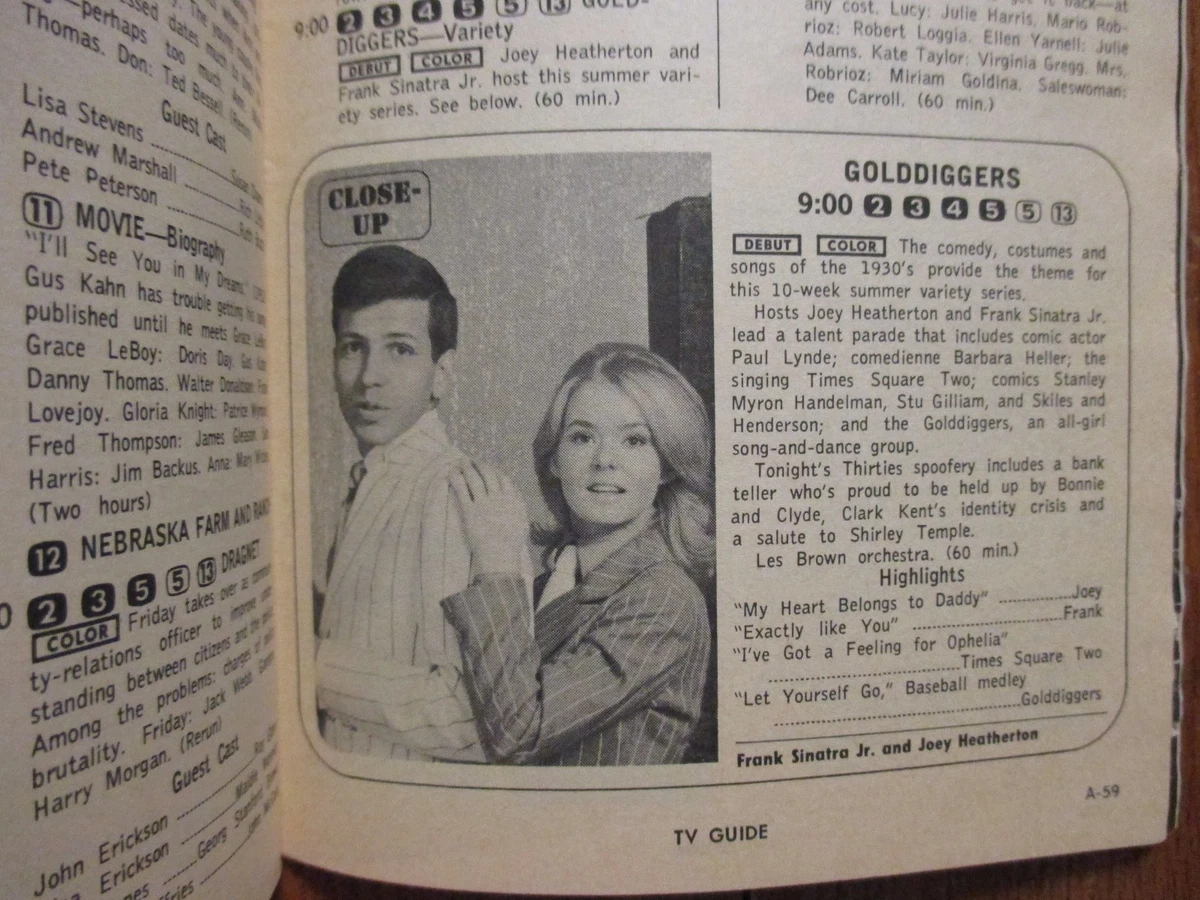 essed dates much to
—perhaps too much
Thomas. Don: Ted Bessell.
Guest Cast
Lisa Stevens
Andrew Marshall
Pete Peterson
11 MOVIE—Biography
"I'll See You in My Dreams."
Gus Kahn has trouble getting his
published until he meets Grace
Grace LeBoy: Doris Day. Gus
Danny Thomas. Walter Donaldson:
Lovejoy. Gloria Knight: Patrice
Fred Thompson: James Gleason.
Harris: Jim Backus. Anna: Mary
(Two hours)
12 NEBRASKA FARM AND
2 3 5 5 13 DRAGNET
COLOR Friday takes over as
ty-relations officer to improve
standing between citizens and the
Among the problems: charges of
brutality. Friday: Jack Webb.
Harry Morgan. (Rerun)
Guest Cast
John Erickson
Erickson
9:00 2 3 4 5 5 13 GOLD-
DIGGERS—Variety
DEBUT COLOR Joey Heatherton and
Frank Sinatra Jr. host this summer vari-
ety series. See below. (60 min.)
any cost. Lucy: Julie Harris. Mario Rob-
rioz: Robert Loggia. Ellen Yarnell: Julie
Adams. Kate Taylor: Virginia Gregg. Mrs.
Robrioz: Miriam Goldina. Saleswoman:
Dee Carroll. (60 min.)
CLOSE-
UP
GOLDDIGGERS
9:00 2 3 4 5 5 13
DEBUT COLOR The comedy, costumes and
songs of the 1930's provide the theme for
this 10-week summer variety series.
Hosts Joey Heatherton and Frank Sinatra Jr.
lead a talent parade that includes comic actor
Paul Lynde; comedienne Barbara Heller; the
singing Times Square Two; comics Stanley
Myron Handelman, Stu Gilliam, and Skiles and
Henderson; and the Golddiggers, an all-girl
song-and-dance group.
Tonight's Thirties spoofery includes a bank
teller who's proud to be held up by Bonnie
and Clyde, Clark Kent's identity crisis and
a salute to Shirley Temple.
Les Brown orchestra. (60 min.)
Highlights
"My Heart Belongs to Daddy" ..........Joey
"Exactly like You" ..........Frank
"I've Got a Feeling for Ophelia"
..........Times Square Two
"Let Yourself Go," Baseball medley
..........Golddiggers
Frank Sinatra Jr. and Joey Heatherton
A-59
TV GUIDE